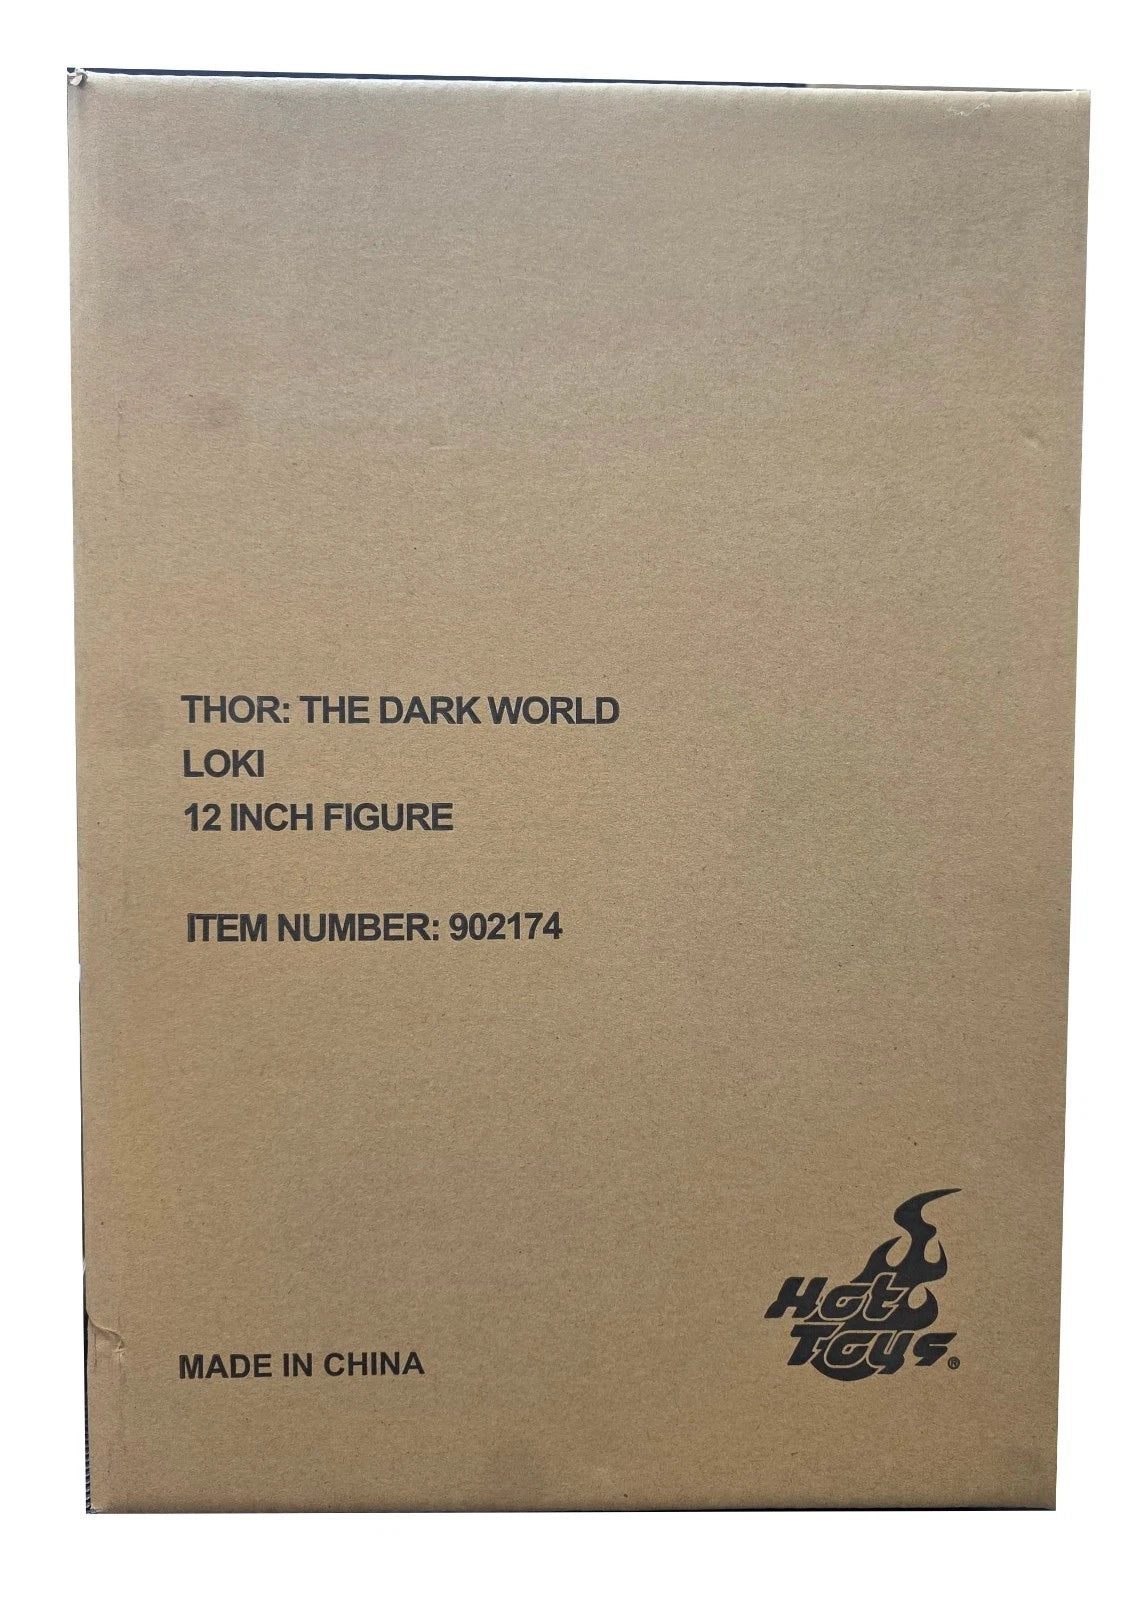 THOR: THE DARK WORLD
LOKI
12 INCH FIGURE
ITEM NUMBER: 902174
Hot
Toys®
MADE IN CHINA